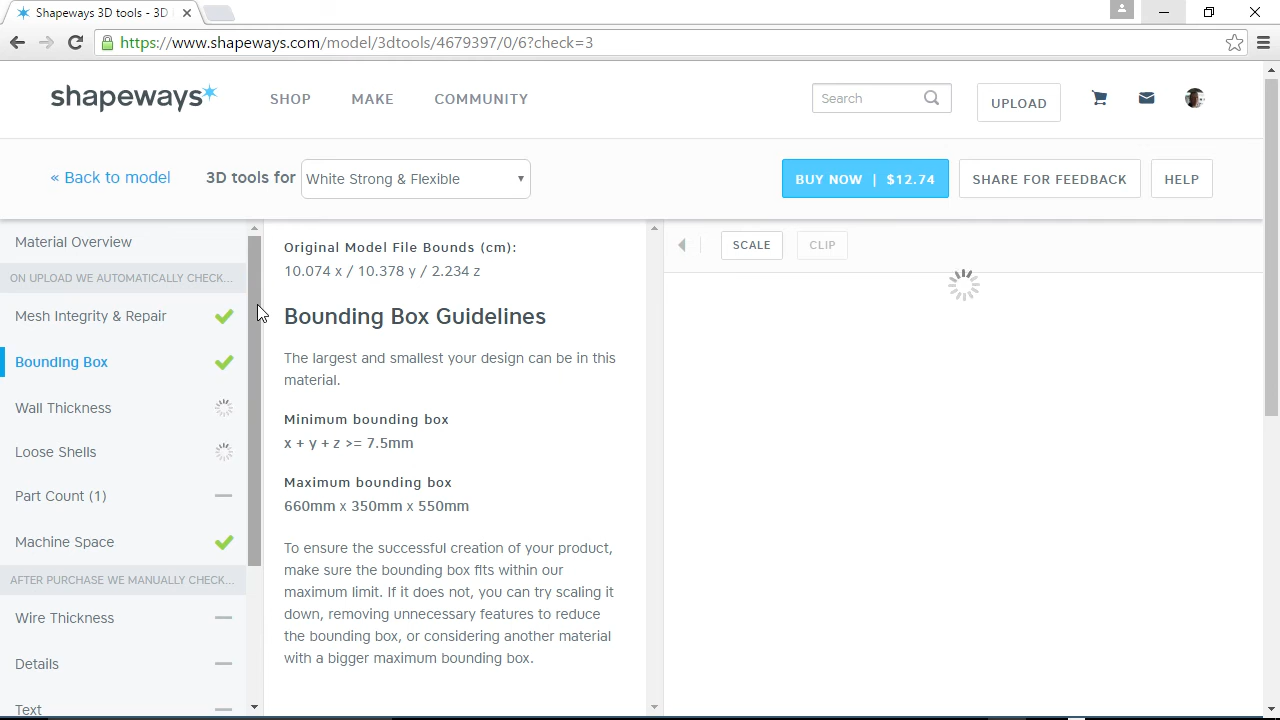 Shapeways 3D tools - 3D
https://www.shapeways.com/model/3dtools/4679397/0/6?check=3
shapeways
SHOP
MAKE
COMMUNITY
Search
UPLOAD
« Back to model
3D tools for
White Strong & Flexible
BUY NOW | $12.74
SHARE FOR FEEDBACK
HELP
Material Overview
ON UPLOAD WE AUTOMATICALLY CHECK...
Mesh Integrity & Repair
Bounding Box
Wall Thickness
Loose Shells
Part Count (1)
Machine Space
AFTER PURCHASE WE MANUALLY CHECK...
Wire Thickness
Details
Text
Original Model File Bounds (cm):
10.074 x / 10.378 y / 2.234 z
Bounding Box Guidelines
The largest and smallest your design can be in this
material.
Minimum bounding box
x + y + z >= 7.5mm
Maximum bounding box
660mm x 350mm x 550mm
To ensure the successful creation of your product,
make sure the bounding box fits within our
maximum limit. If it does not, you can try scaling it
down, removing unnecessary features to reduce
the bounding box, or considering another material
with a bigger maximum bounding box.
SCALE
CLIP